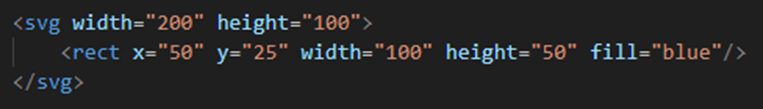 <svg width="200" height="100">
    <rect x="50" y="25" width="100" height="50" fill="blue"/>
</svg>